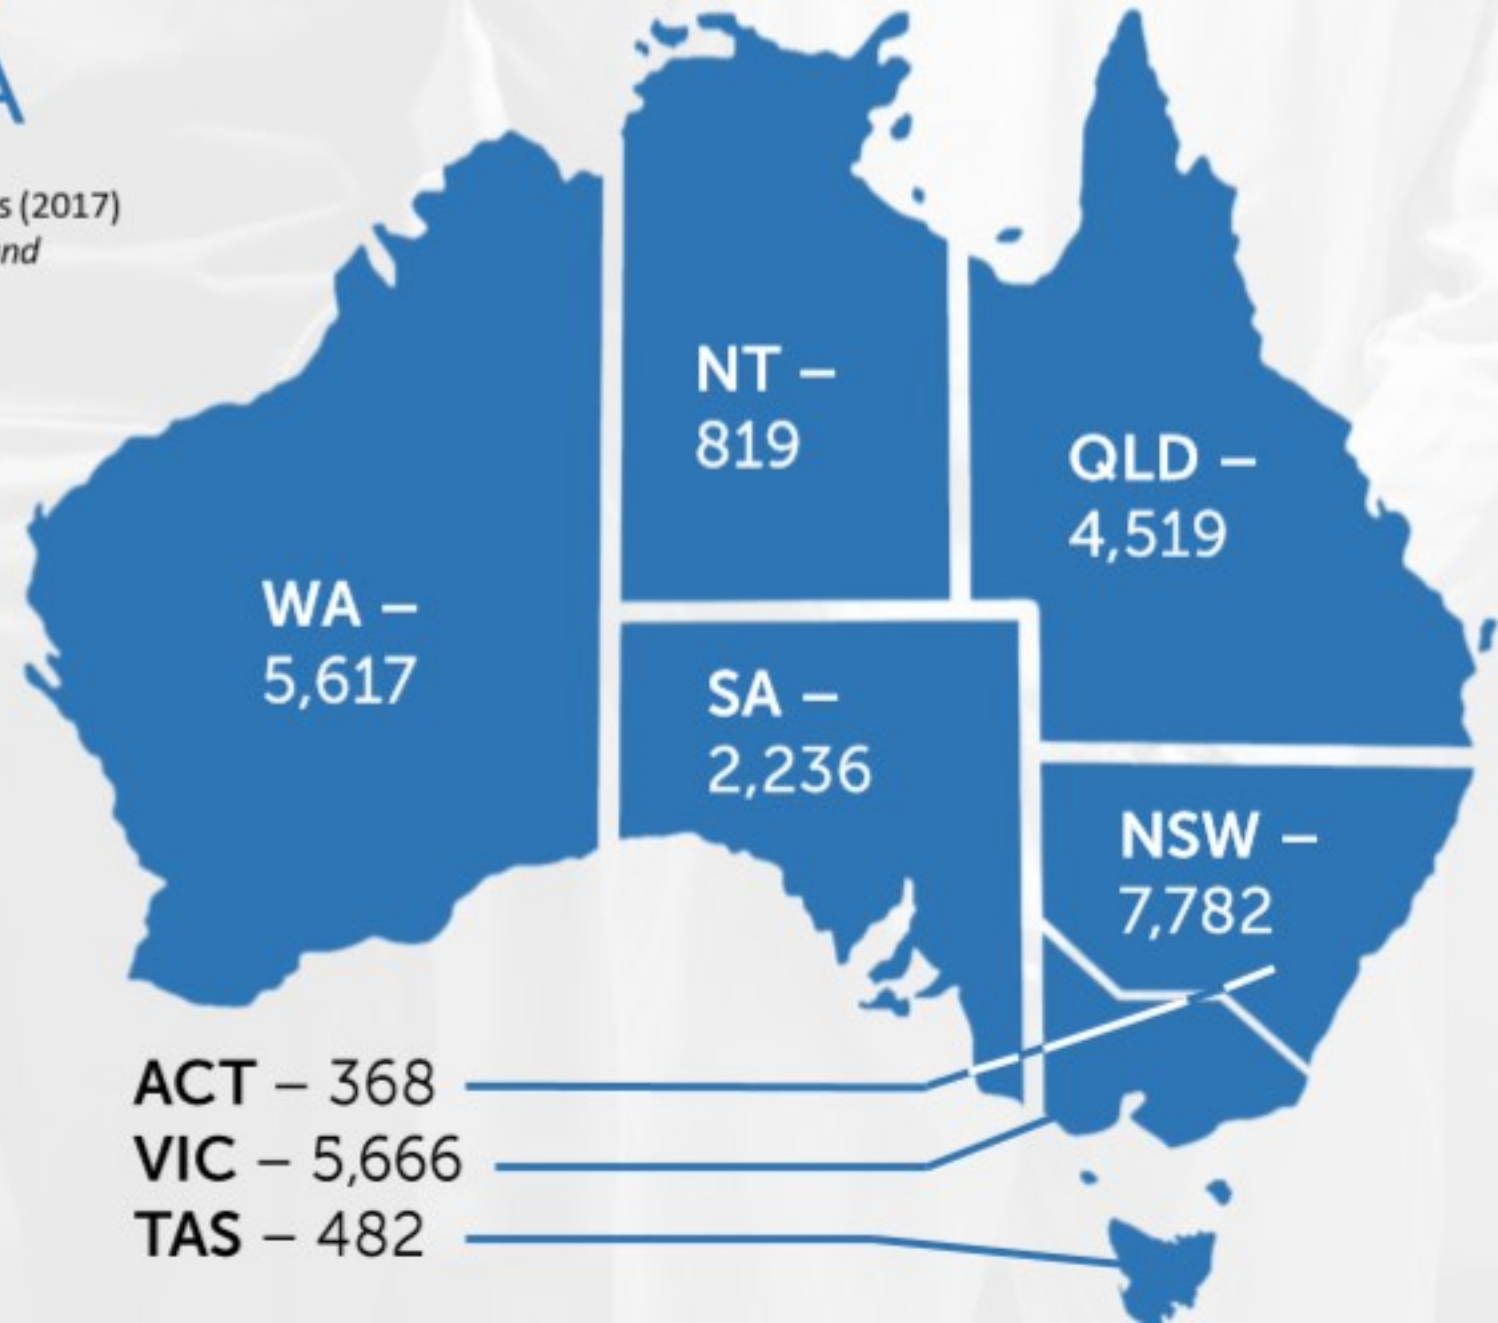 A
s (2017)
nd
NT –
819
QLD –
4,519
WA –
5,617
SA –
2,236
NSW –
7,782
ACT – 368
VIC – 5,666
TAS – 482